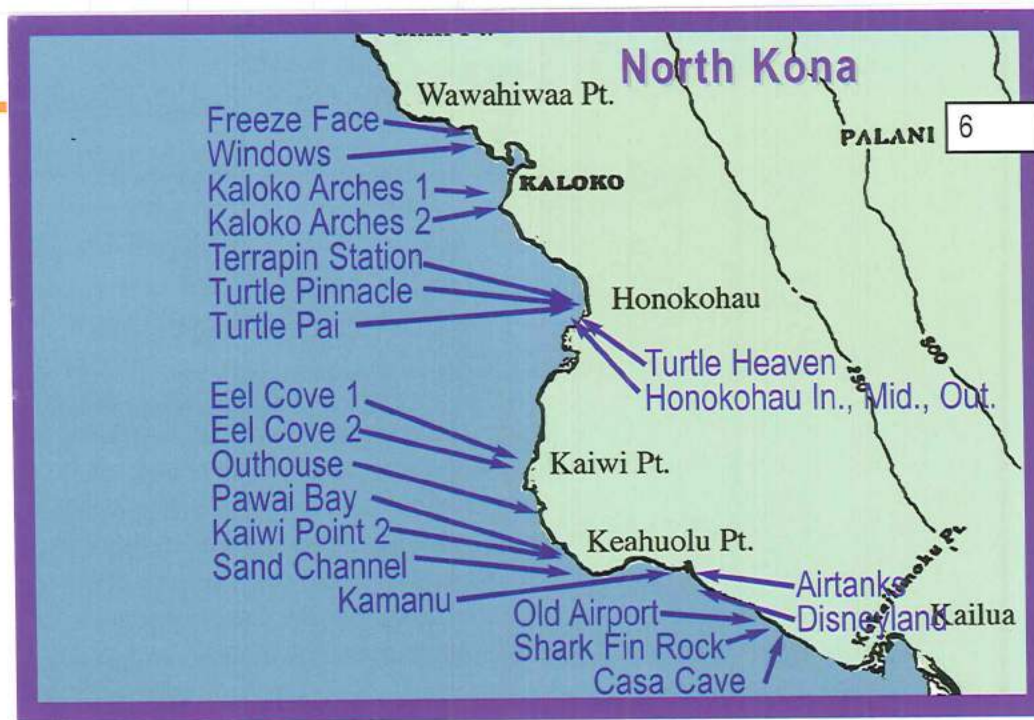 North Kona
Wawahiwaa Pt.
6
PALANI
Freeze Face
Windows
KALOKO
Kaloko Arches 1
Kaloko Arches 2
Terrapin Station
Turtle Pinnacle
Turtle Pai
Honokohau
500
250
Turtle Heaven
Honokohau In., Mid., Out.
Eel Cove 1
Eel Cove 2
Outhouse
Kaiwi Pt.
Pawai Bay
Kaiwi Point 2
Sand Channel
Keahuolu Pt.
Kamanu
Airtanks
Disneyland
Old Airport
Shark Fin Rock
Casa Cave
Pt.
Kailua